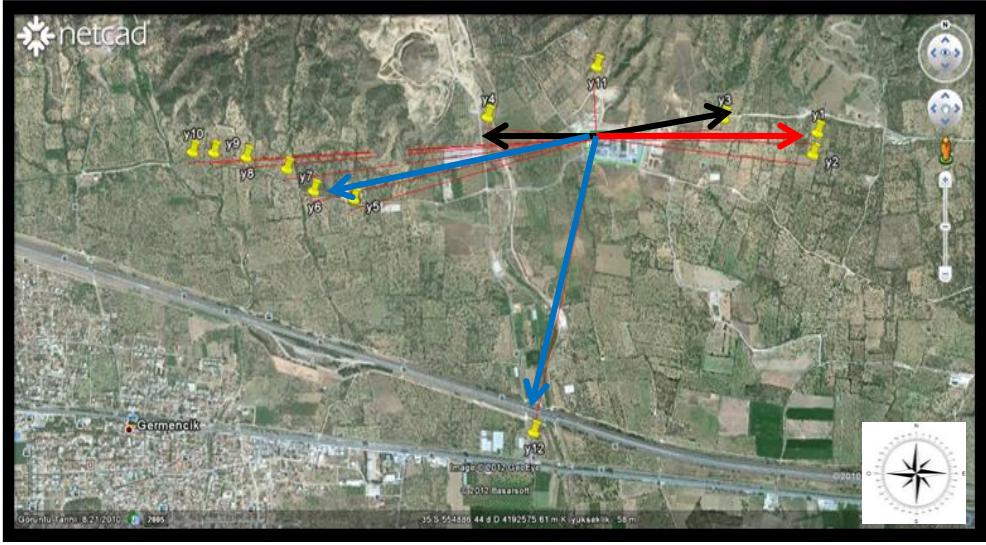 netcad
y11
y4
y3
y1
y10
y9
y2
y8
y7
y6
y5
Germencik
y12
Image © 2012 GeoEye
© 2012 Basarsoft
©2010
Görüntü Tarihi: 8/21/2010
2005
35 S 554886.44 d D 4192575.61 m K yükseklik 58 m
N
E
S
O